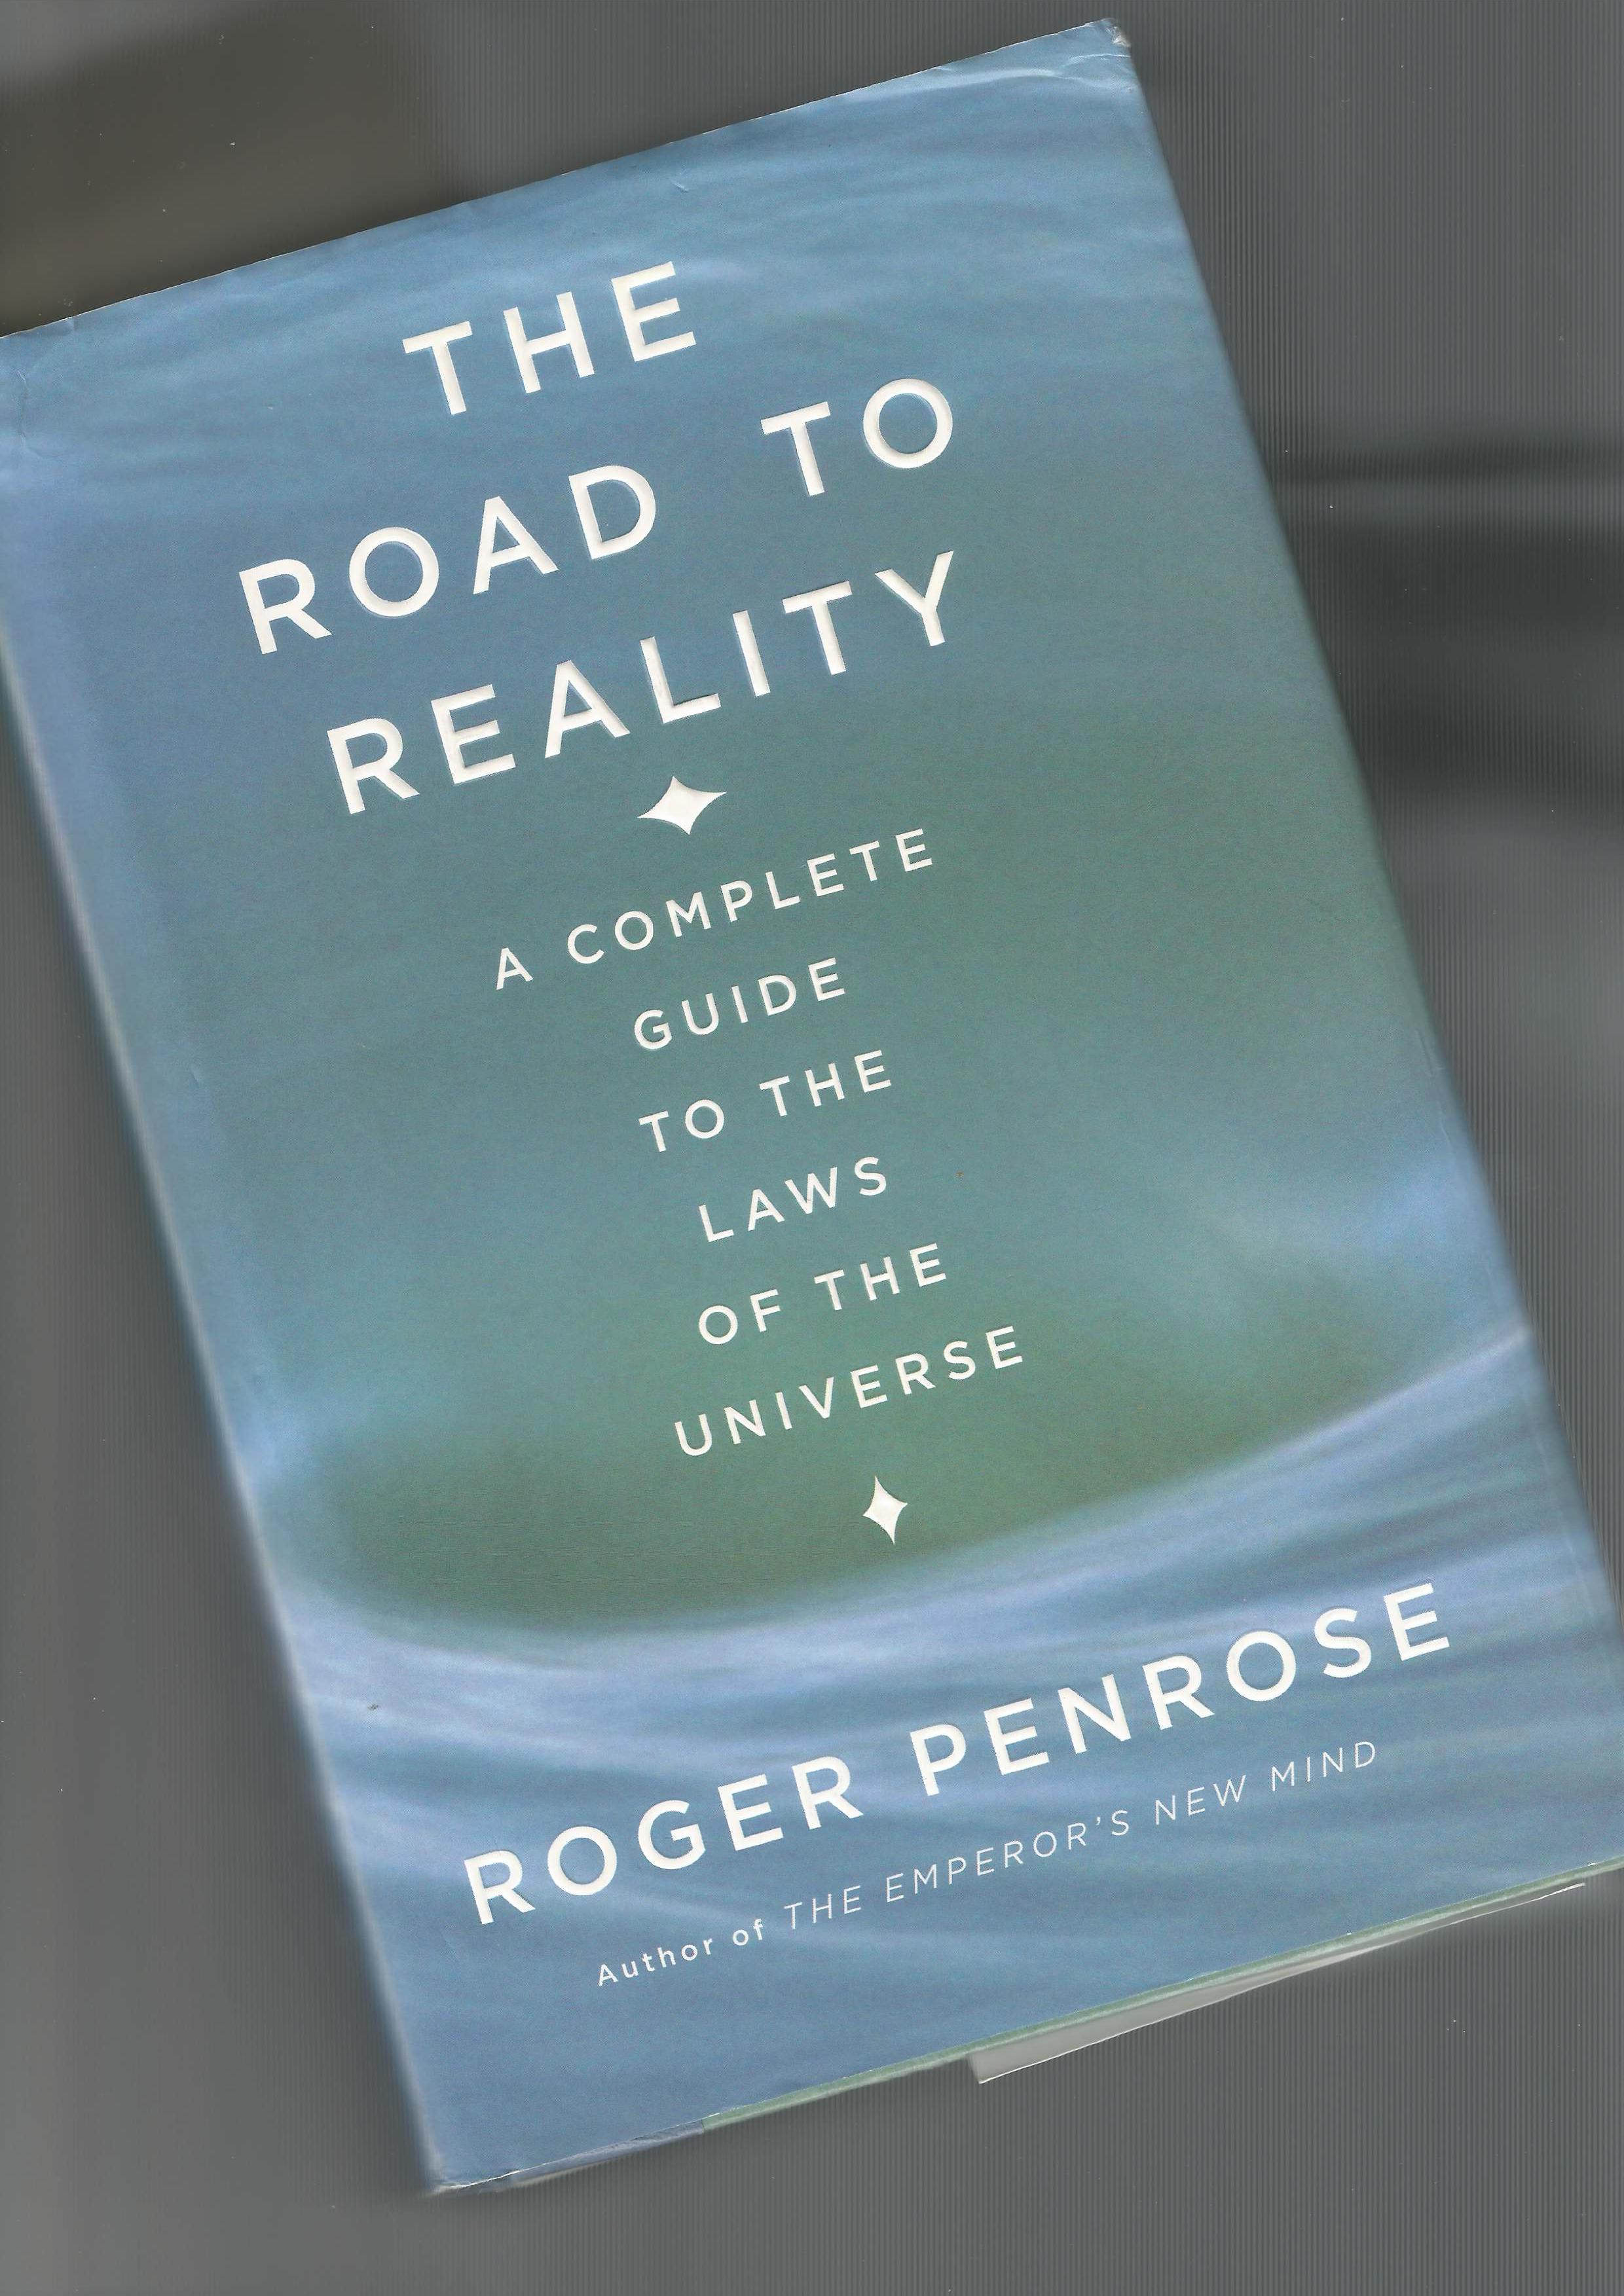 THE
ROAD TO
REALITY
A COMPLETE
GUIDE
TO THE
LAWS
OF THE
UNIVERSE
ROGER PENROSE
Author of THE EMPEROR'S NEW MIND